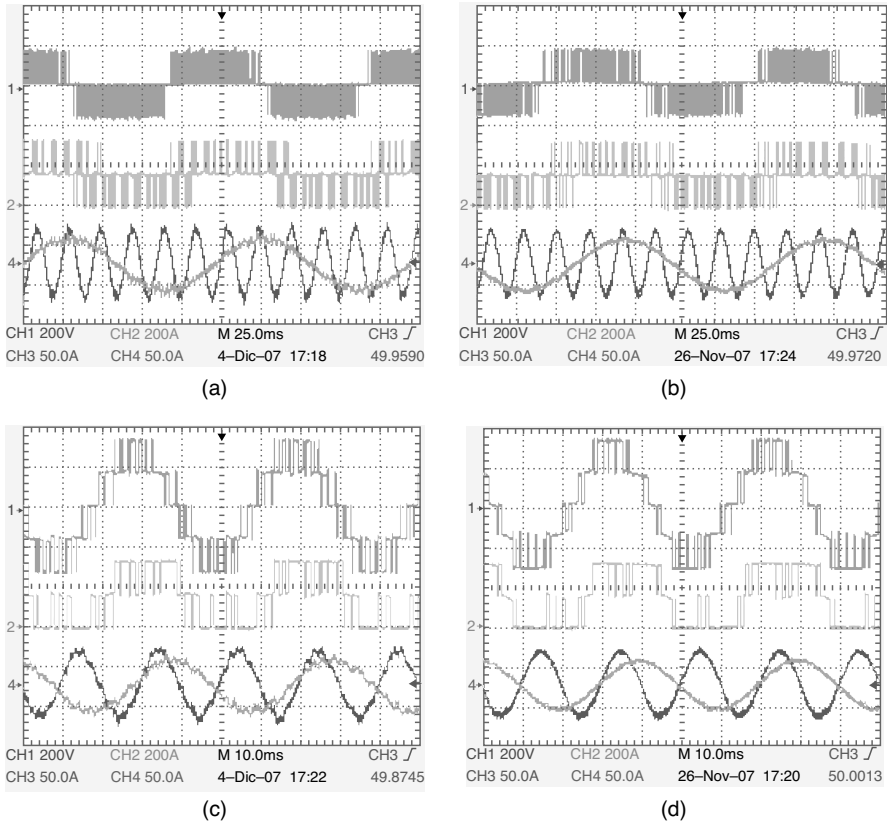 1
2
4
CH1 200V CH2 200A M 25.0ms CH3
CH3 50.0A CH4 50.0A 4–Dic–07 17:18 49.9590
(a)
1
2
4
CH1 200V CH2 200A M 25.0ms CH3
CH3 50.0A CH4 50.0A 26–Nov–07 17:24 49.9720
(b)
1
2
4
CH1 200V CH2 200A M 10.0ms CH3
CH3 50.0A CH4 50.0A 4–Dic–07 17:22 49.8745
(c)
1
2
4
CH1 200V CH2 200A M 10.0ms CH3
CH3 50.0A CH4 50.0A 26–Nov–07 17:20 50.0013
(d)